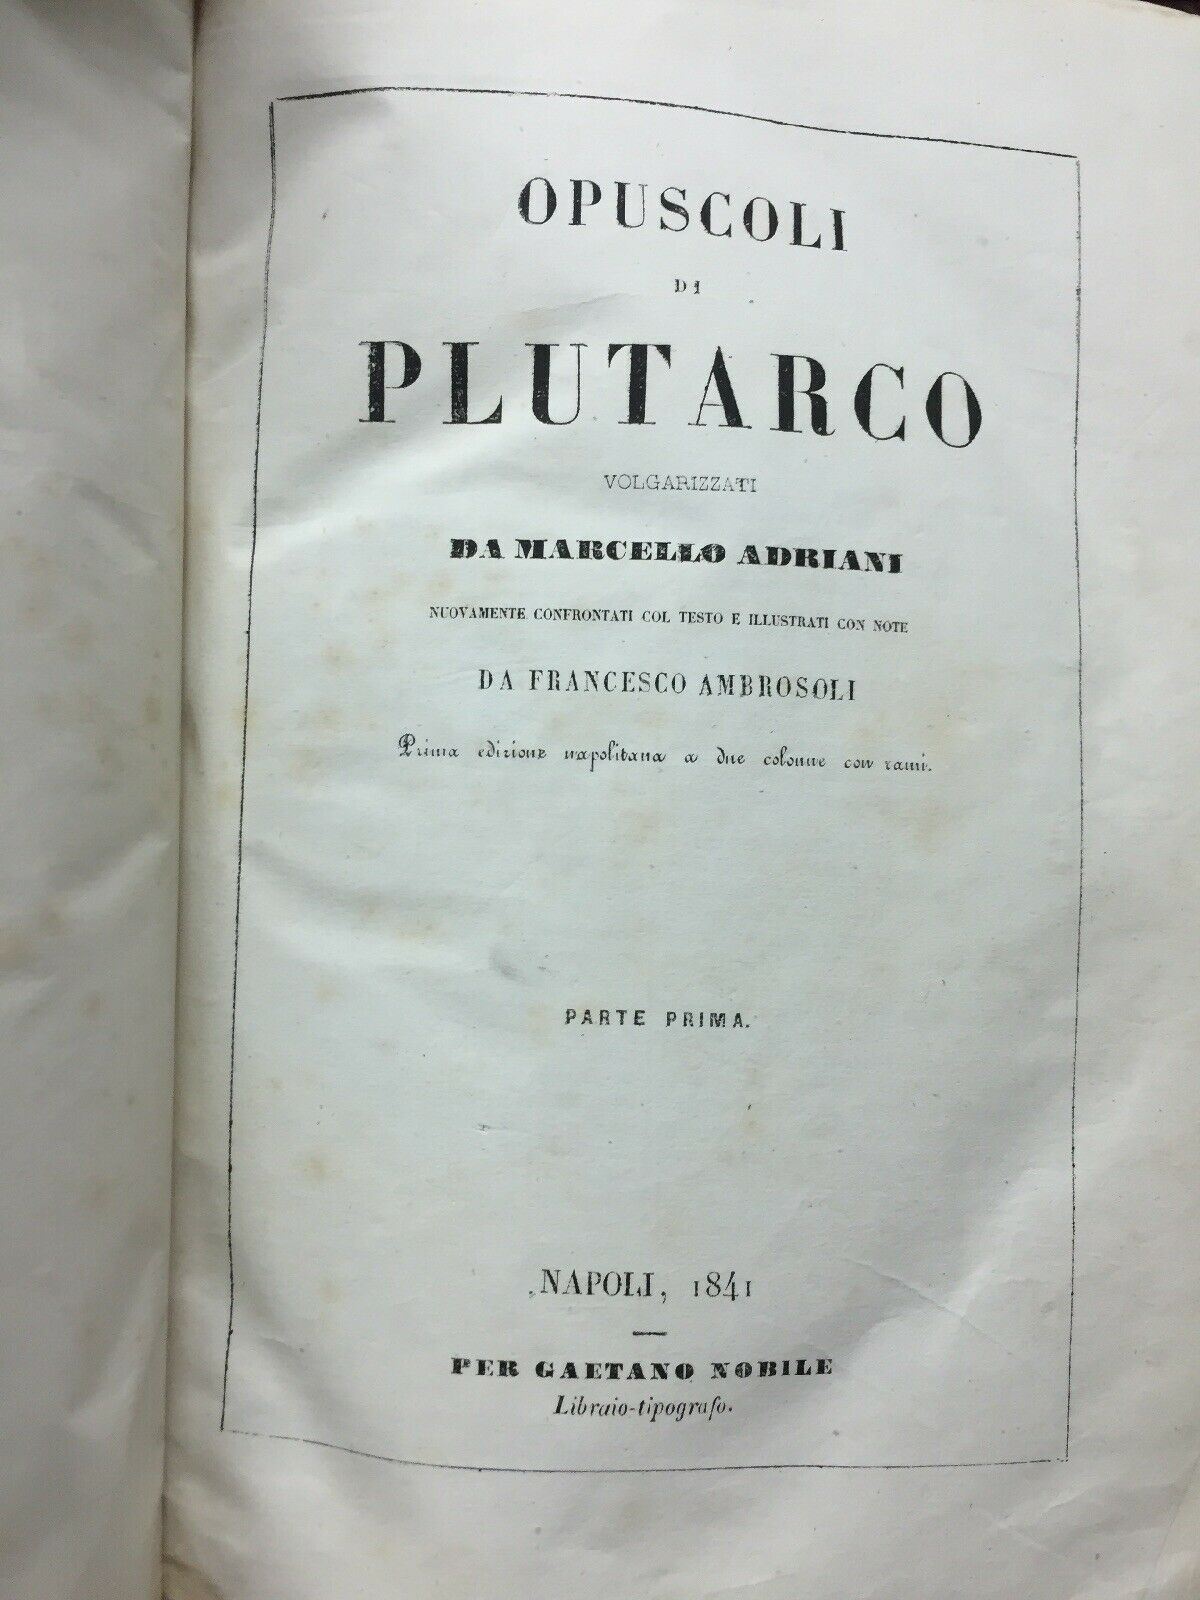 OPUSCOLI
DI
PLUTARCO
VOLGARIZZATI
DA MARCELLO ADRIANI
NUOVAMENTE CONFRONTATI COL TESTO E ILLUSTRATI CON NOTE
DA FRANCESCO AMBROSOLI
Prima edizione napolitana a due colonne con rami.
PARTE PRIMA.
NAPOLI, 1841
PER GAETANO NOBILE
Libraio-tipografo.